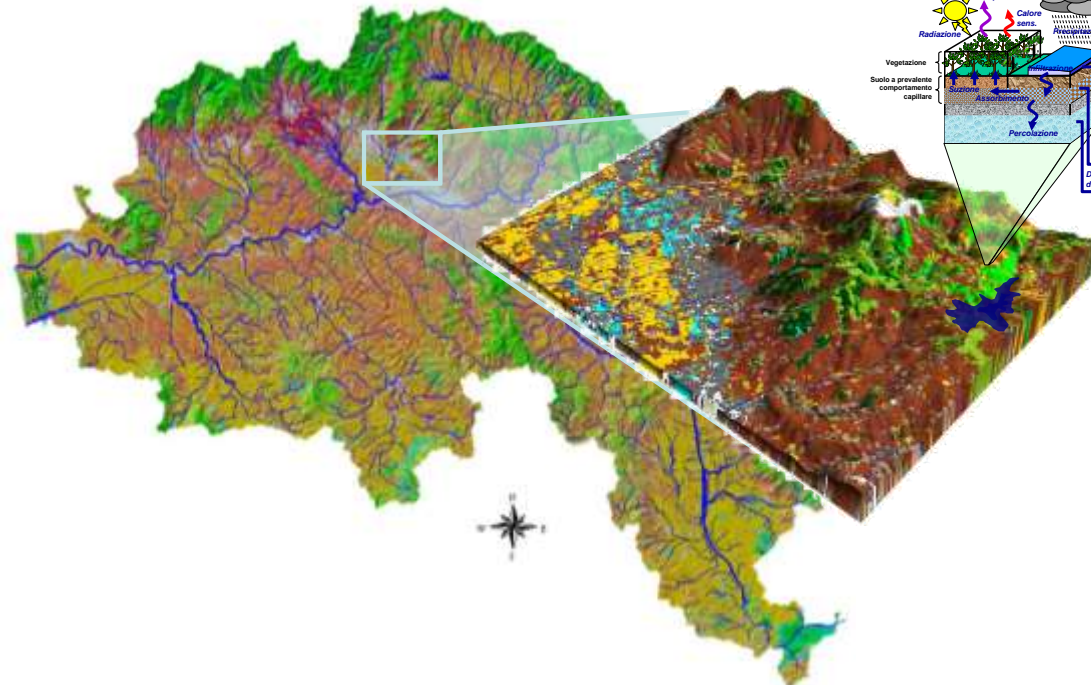 Calore
sens.
Radiazione
Precipitaz
Vegetazione
Infiltrazione
Suolo a prevalente
comportamento
capillare
Suzione
Assorbimento
Percolazione
D
d
W
E